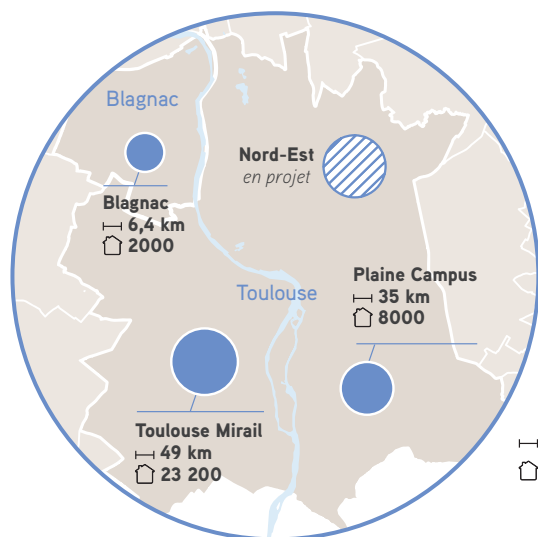 Blagnac
Nord-Est
en projet
Blagnac
6,4 km
2000
Toulouse
Plaine Campus
35 km
8000
Toulouse Mirail
49 km
23 200